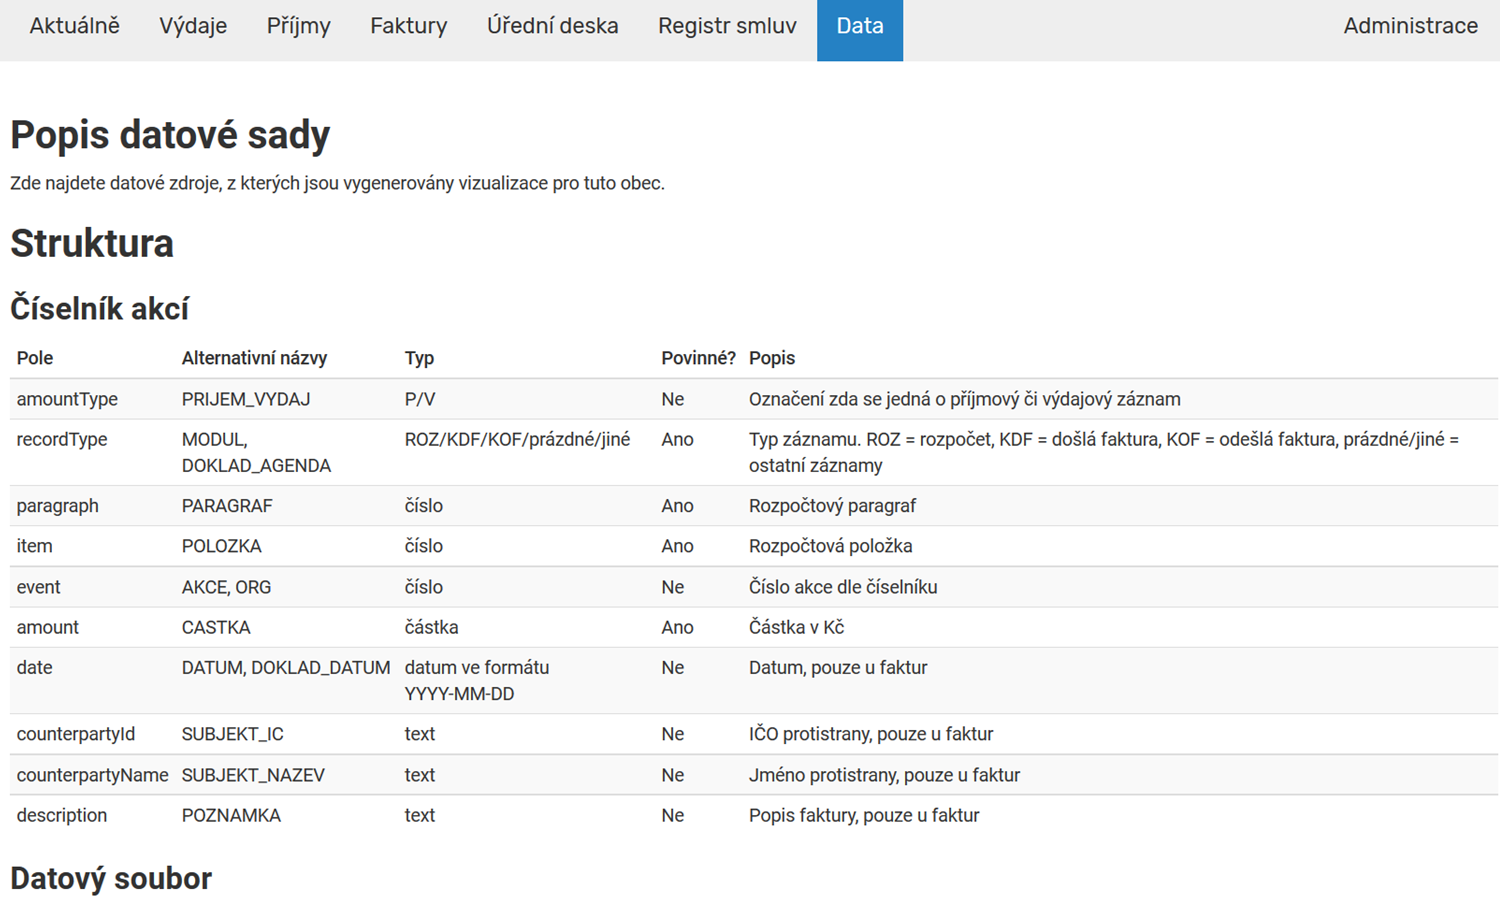 Aktuálně Výdaje Příjmy Faktury Úřední deska Registr smluv Data Administrace
Popis datové sady
Zde najdete datové zdroje, z kterých jsou vygenerovány vizualizace pro tuto obec.
Struktura
Číselník akcí
Pole Alternativní názvy Typ Povinné? Popis
amountType PRIJEM_VYDAJ P/V Ne Označení zda se jedná o příjmový či výdajový záznam
recordType MODUL, ROZ/KDF/KOF/prázdné/jiné Ano Typ záznamu. ROZ = rozpočet, KDF = došlá faktura, KOF = odešlá faktura, prázdné/jiné =
DOKLAD_AGENDA ostatní záznamy
paragraph PARAGRAF číslo Ano Rozpočtový paragraf
item POLOZKA číslo Ano Rozpočtová položka
event AKCE, ORG číslo Ne Číslo akce dle číselníku
amount CASTKA částka Ano Částka v Kč
date DATUM, DOKLAD_DATUM datum ve formátu Ne Datum, pouze u faktur
YYYY-MM-DD
counterpartyId SUBJEKT_IC text Ne IČO protistrany, pouze u faktur
counterpartyName SUBJEKT_NAZEV text Ne Jméno protistrany, pouze u faktur
description POZNAMKA text Ne Popis faktury, pouze u faktur
Datový soubor